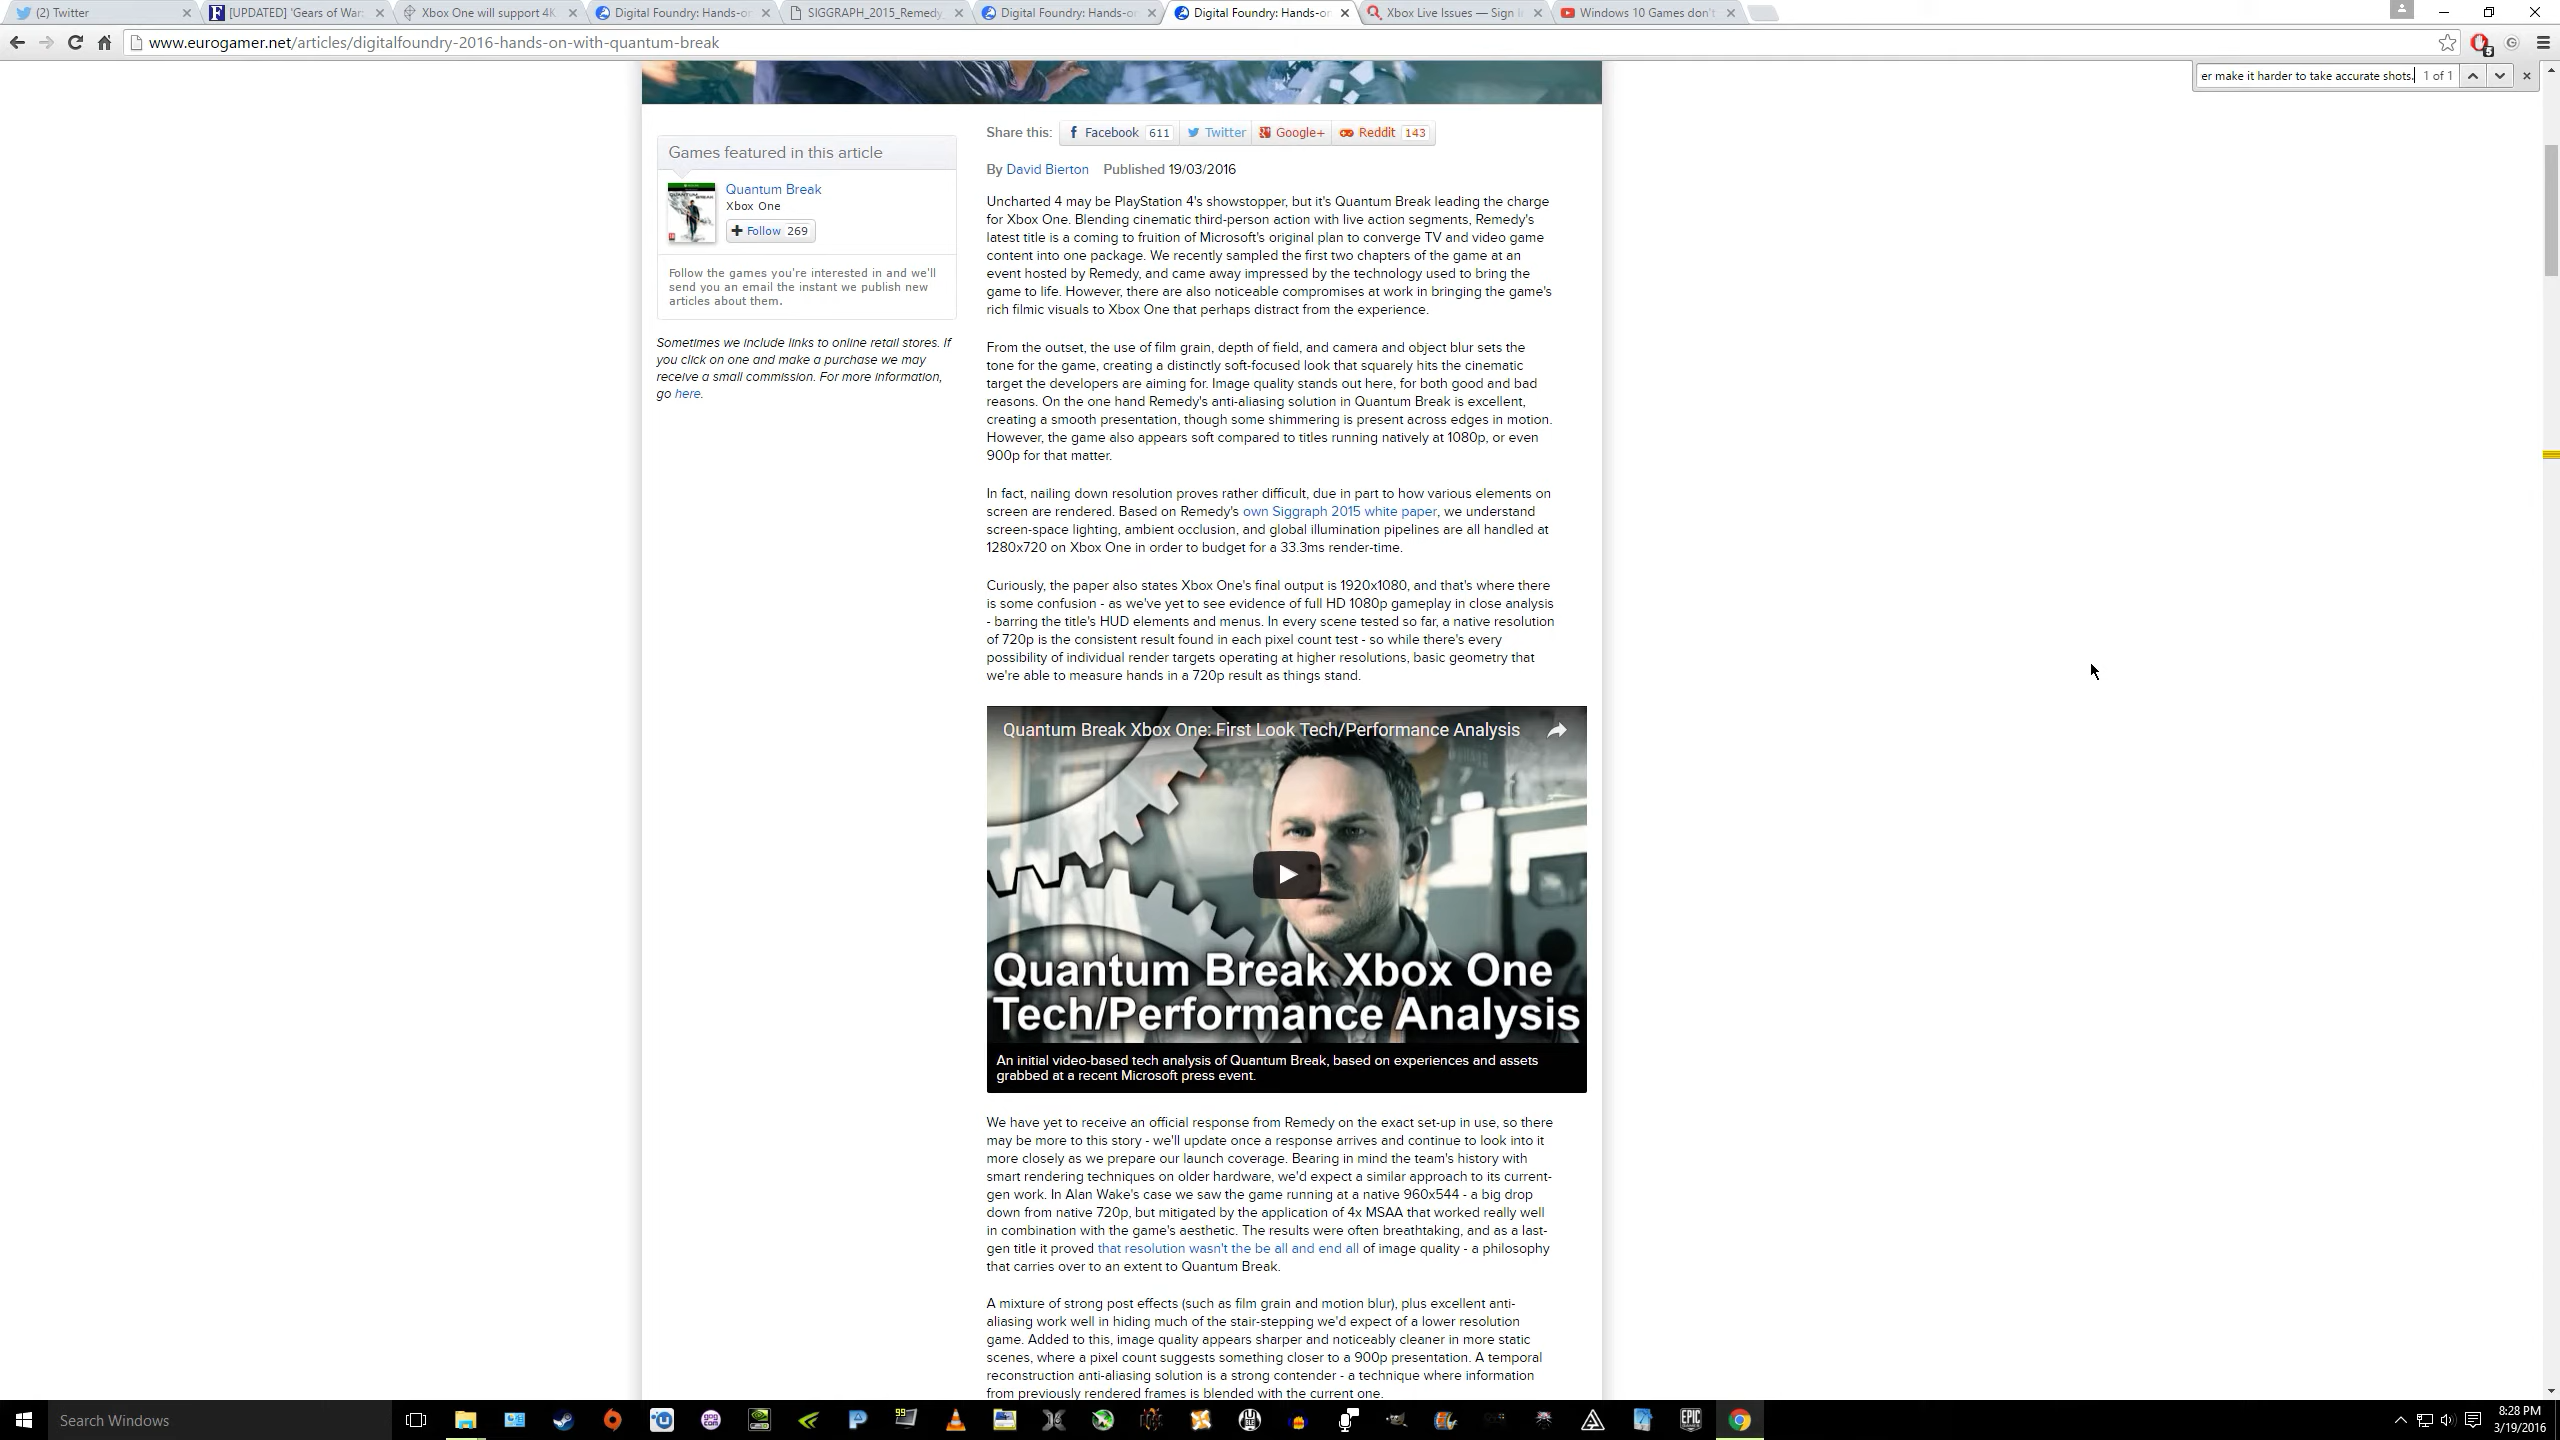 (2) Twitter
[UPDATED] 'Gears of War:
Xbox One will support 4K
Digital Foundry: Hands-on
SIGGRAPH_2015_Remedy_
Digital Foundry: Hands-on
Digital Foundry: Hands-on
Xbox Live Issues — Sign I
Windows 10 Games don't
www.eurogamer.net/articles/digitalfoundry-2016-hands-on-with-quantum-break
er make it harder to take accurate shots. 1 of 1
Games featured in this article
Quantum Break
Xbox One
Follow 269
Follow the games you're interested in and we'll
send you an email the instant we publish new
articles about them.
Sometimes we include links to online retail stores. If
you click on one and make a purchase we may
receive a small commission. For more information,
go here.
Share this: Facebook 611 Twitter Google+ Reddit 143
By David Bierton Published 19/03/2016
Uncharted 4 may be PlayStation 4's showstopper, but it's Quantum Break leading the charge
for Xbox One. Blending cinematic third-person action with live action segments, Remedy's
latest title is a coming to fruition of Microsoft's original plan to converge TV and video game
content into one package. We recently sampled the first two chapters of the game at an
event hosted by Remedy, and came away impressed by the technology used to bring the
game to life. However, there are also noticeable compromises at work in bringing the game's
rich filmic visuals to Xbox One that perhaps distract from the experience.
From the outset, the use of film grain, depth of field, and camera and object blur sets the
tone for the game, creating a distinctly soft-focused look that squarely hits the cinematic
target the developers are aiming for. Image quality stands out here, for both good and bad
reasons. On the one hand Remedy's anti-aliasing solution in Quantum Break is excellent,
creating a smooth presentation, though some shimmering is present across edges in motion.
However, the game also appears soft compared to titles running natively at 1080p, or even
900p for that matter.
In fact, nailing down resolution proves rather difficult, due in part to how various elements on
screen are rendered. Based on Remedy's own Siggraph 2015 white paper, we understand
screen-space lighting, ambient occlusion, and global illumination pipelines are all handled at
1280x720 on Xbox One in order to budget for a 33.3ms render-time.
Curiously, the paper also states Xbox One's final output is 1920x1080, and that's where there
is some confusion - as we've yet to see evidence of full HD 1080p gameplay in close analysis
- barring the title's HUD elements and menus. In every scene tested so far, a native resolution
of 720p is the consistent result found in each pixel count test - so while there's every
possibility of individual render targets operating at higher resolutions, basic geometry that
we're able to measure hands in a 720p result as things stand.
Quantum Break Xbox One: First Look Tech/Performance Analysis
Quantum Break Xbox One
Tech/Performance Analysis
An initial video-based tech analysis of Quantum Break, based on experiences and assets
grabbed at a recent Microsoft press event.
We have yet to receive an official response from Remedy on the exact set-up in use, so there
may be more to this story - we'll update once a response arrives and continue to look into it
more closely as we prepare our launch coverage. Bearing in mind the team's history with
smart rendering techniques on older hardware, we'd expect a similar approach to its current-
gen work. In Alan Wake's case we saw the game running at a native 960x544 - a big drop
down from native 720p, but mitigated by the application of 4x MSAA that worked really well
in combination with the game's aesthetic. The results were often breathtaking, and as a last-
gen title it proved that resolution wasn't the be all and end all of image quality - a philosophy
that carries over to an extent to Quantum Break.
A mixture of strong post effects (such as film grain and motion blur), plus excellent anti-
aliasing work well in hiding much of the stair-stepping we'd expect of a lower resolution
game. Added to this, image quality appears sharper and noticeably cleaner in more static
scenes, where a pixel count suggests something closer to a 900p presentation. A temporal
reconstruction anti-aliasing solution is a strong contender - a technique where information
from previously rendered frames is blended with the current one.
Search Windows
8:28 PM
3/19/2016